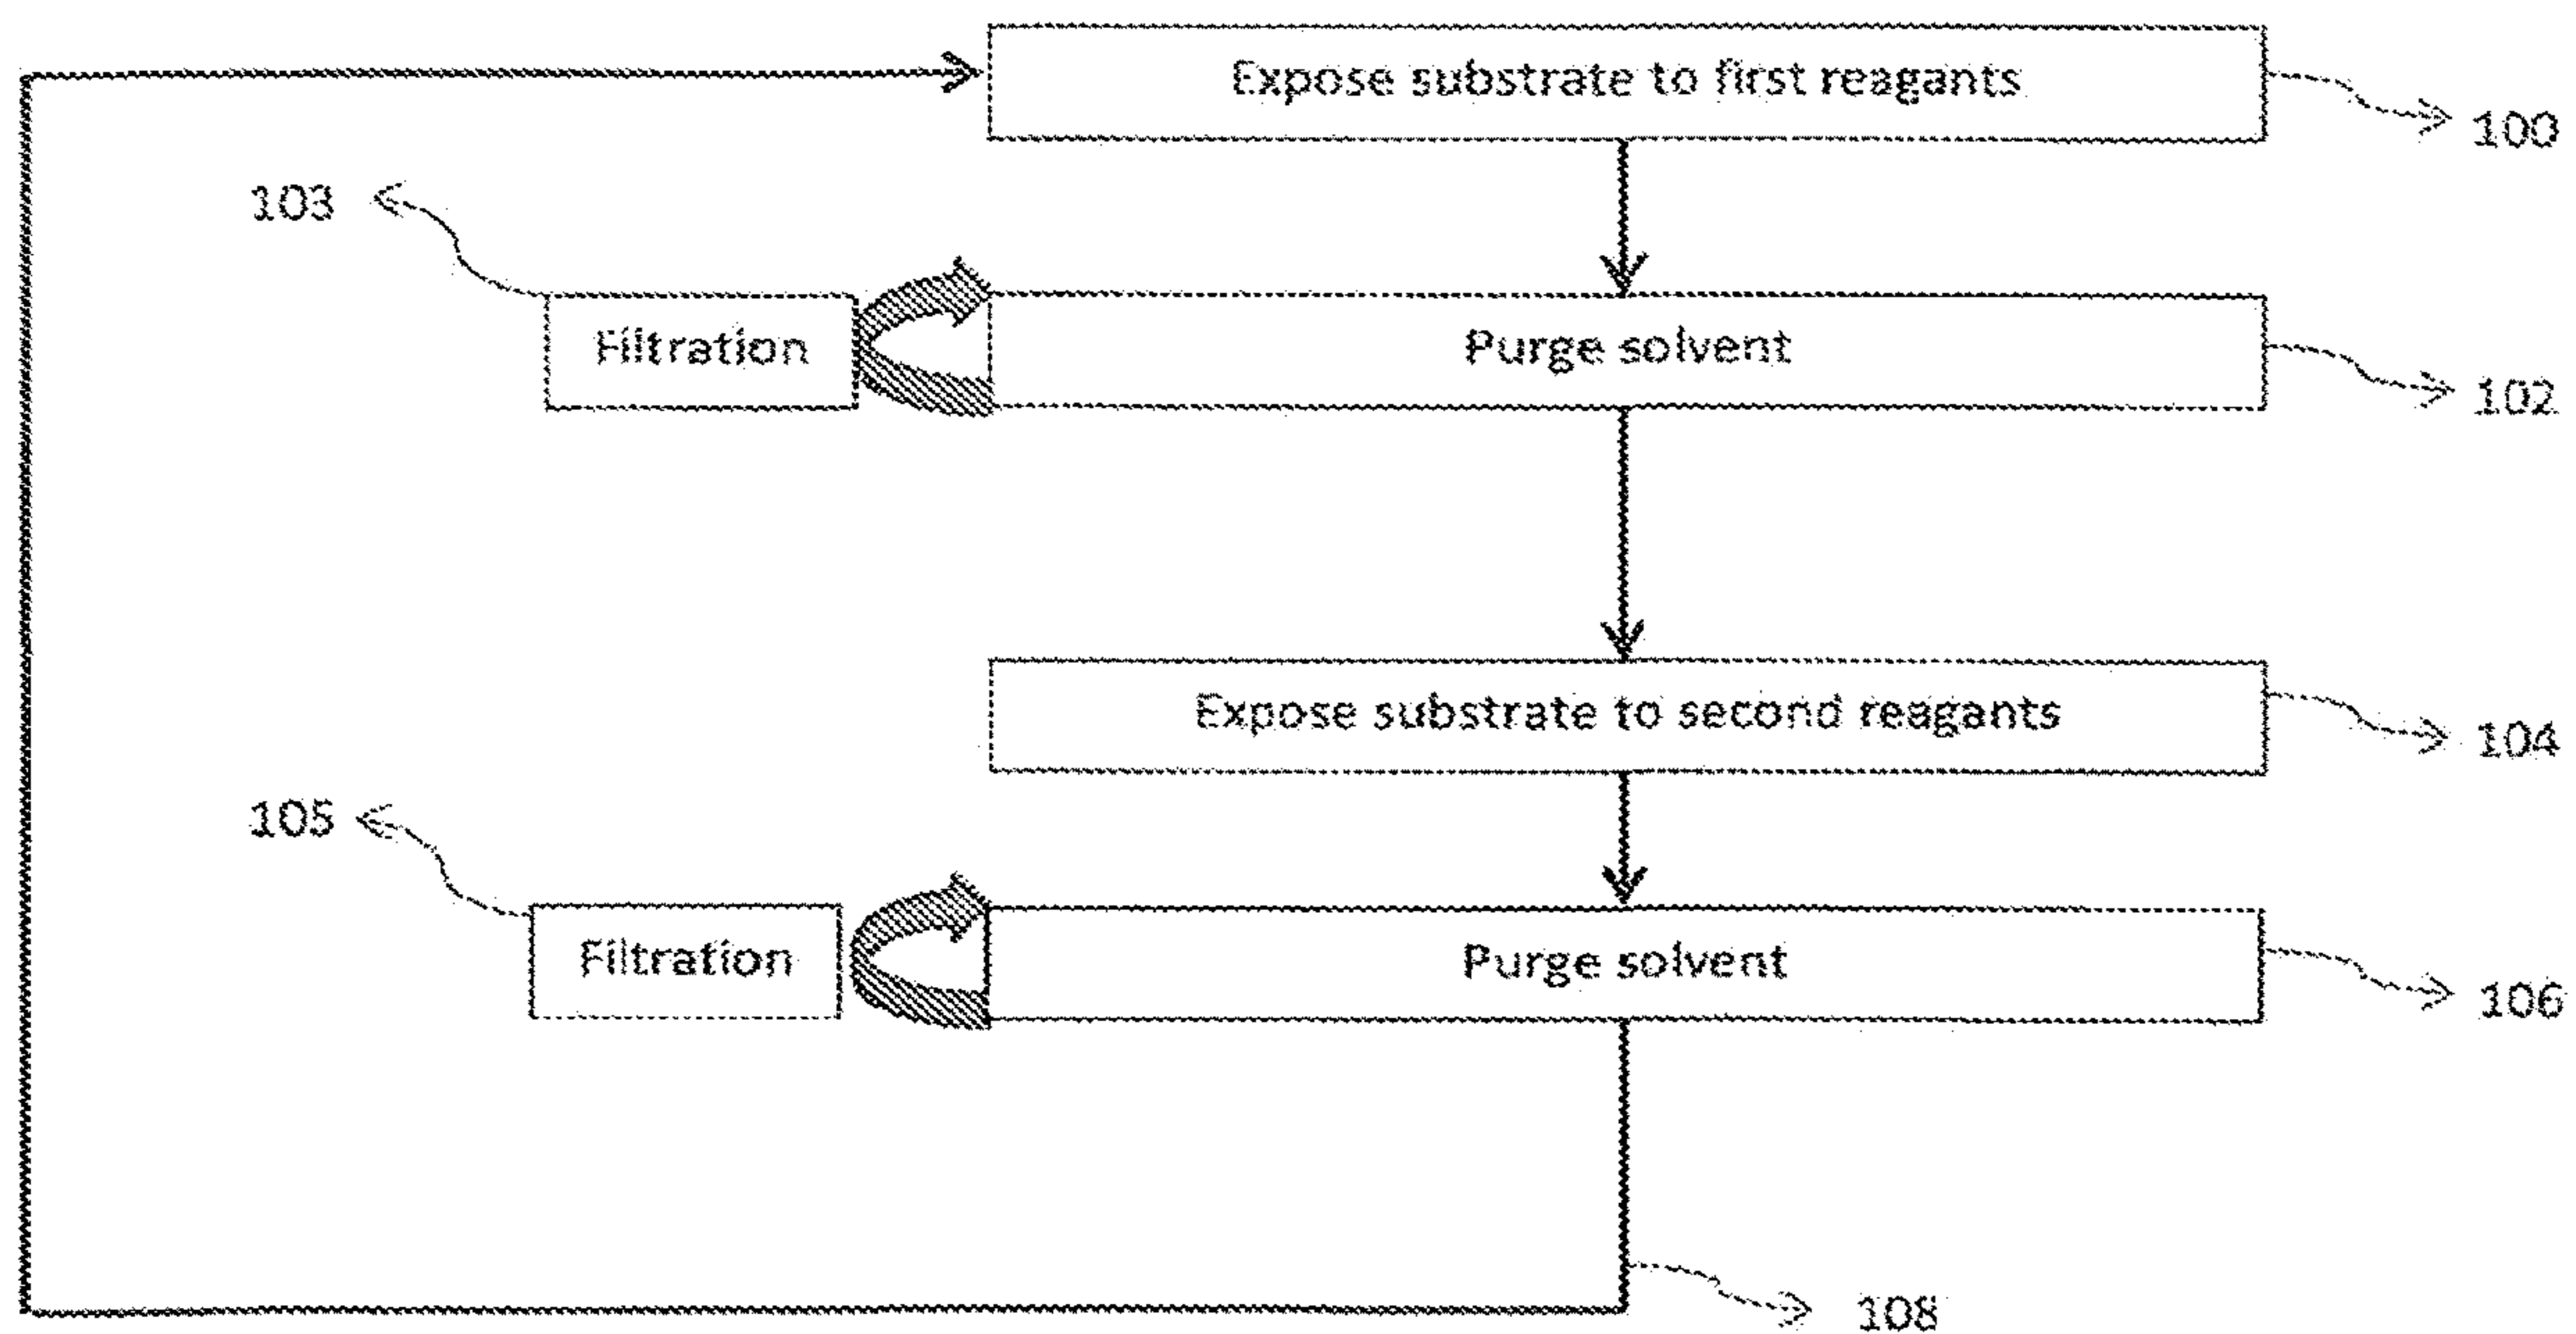 Expose substrate to first reagants
100
103
Filtration
Purge solvent
102
Expose substrate to second reagants
104
105
Filtration
Purge solvent
106
108